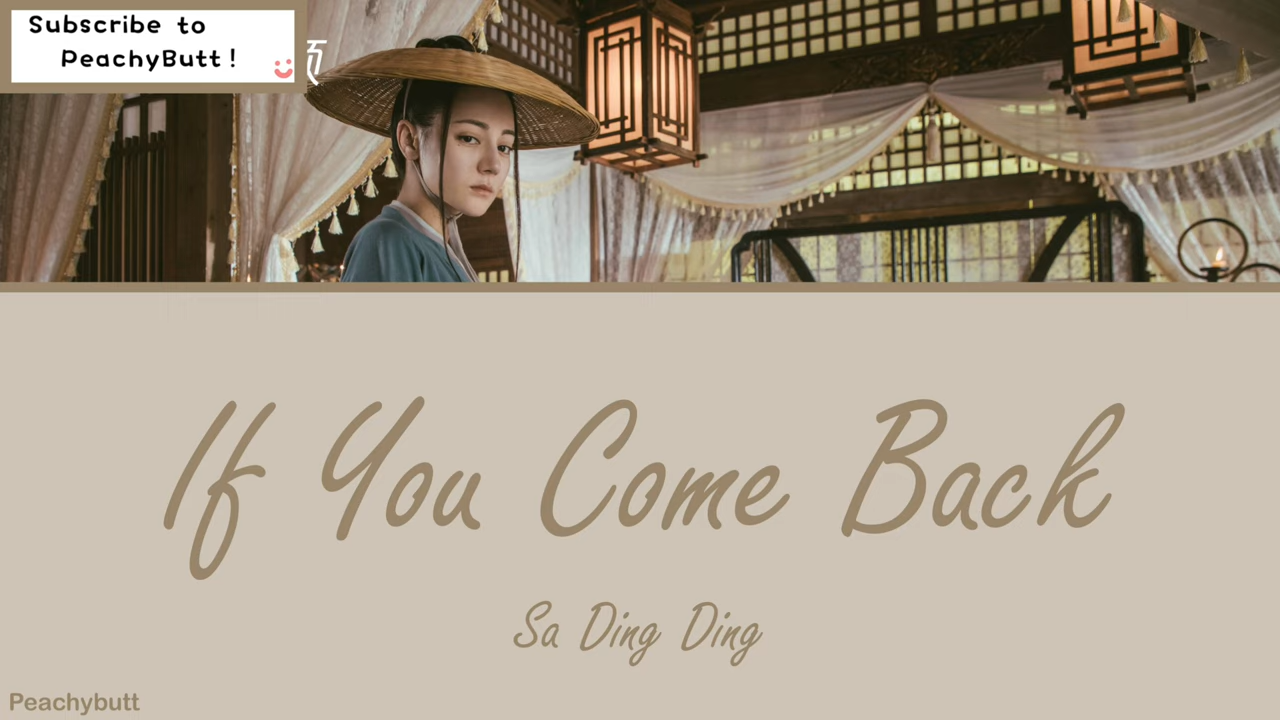 Subscribe to
PeachyButt!
If You Come Back
Sa Ding Ding
Peachybutt